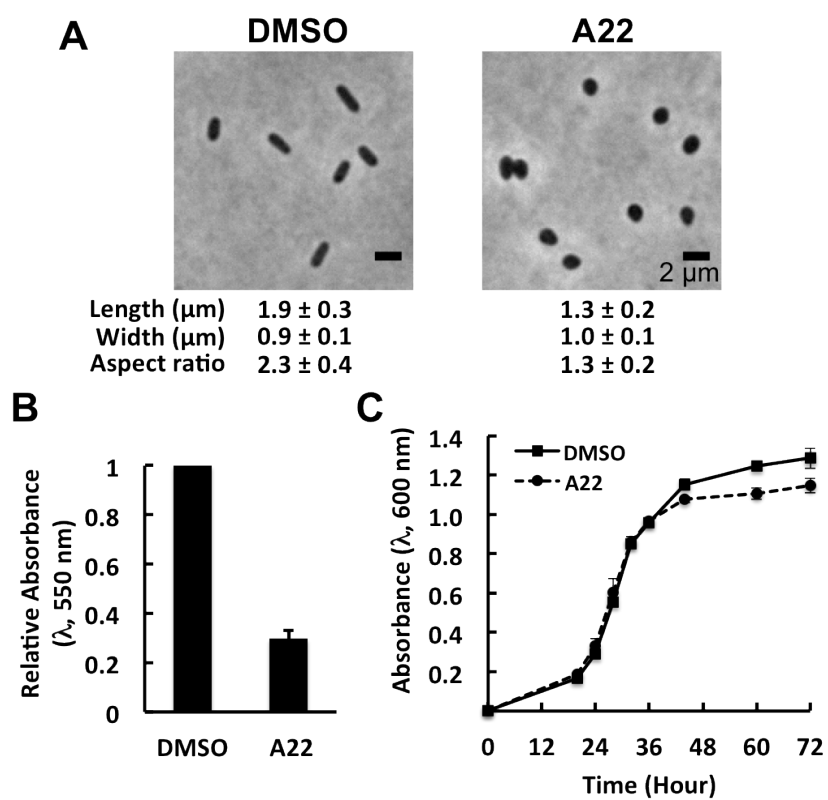 A
DMSO
A22
2 µm
Length (µm) 1.9 ± 0.3 1.3 ± 0.2
Width (µm) 0.9 ± 0.1 1.0 ± 0.1
Aspect ratio 2.3 ± 0.4 1.3 ± 0.2
B
Relative Absorbance
(λ, 550 nm)
1
0.8
0.6
0.4
0.2
0
DMSO A22
C
Absorbance (λ, 600 nm)
1.4
1.2
1.0
0.8
0.6
0.4
0.2
DMSO
A22
0 12 24 36 48 60 72
Time (Hour)